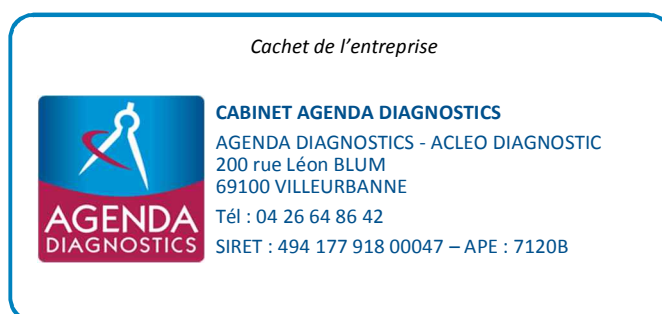 Cachet de l’entreprise
AGENDA
DIAGNOSTICS
CABINET AGENDA DIAGNOSTICS
AGENDA DIAGNOSTICS - ACLEO DIAGNOSTIC
200 rue Léon BLUM
69100 VILLEURBANNE
Tél : 04 26 64 86 42
SIRET : 494 177 918 00047 – APE : 7120B